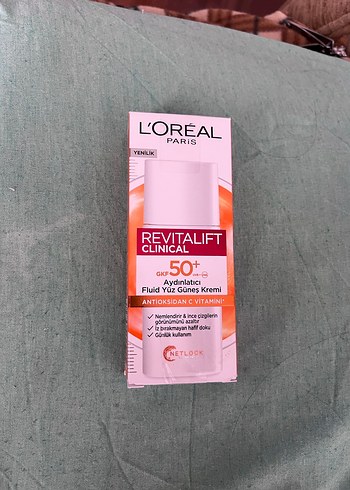 L'ORÉAL
PARIS
YENİLİK
REVITALIFT
CLINICAL
GKF 50+
Aydınlatıcı
Fluid Yüz Güneş Kremi
ANTİOKSİDAN C VİTAMİNİ
Nemlendirir & ince çizgilerin
görünümünü azaltır
İz bırakmayan hafif doku
Günlük kullanım
NETLOCK